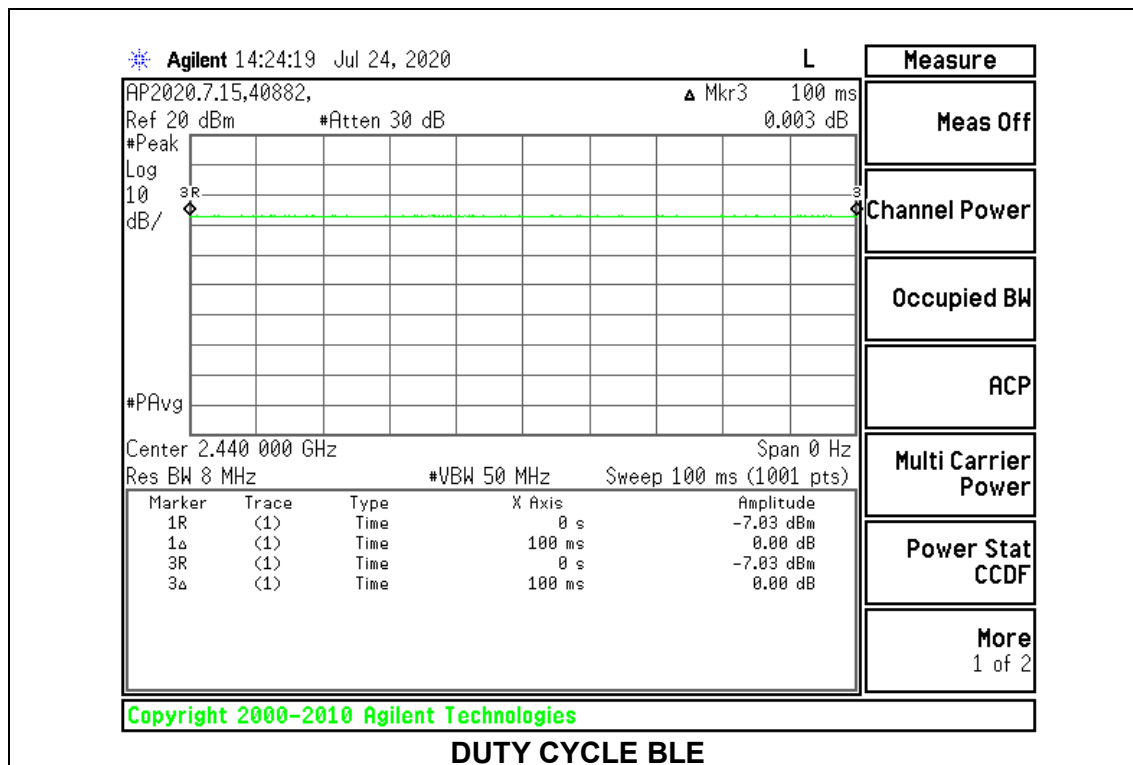 Agilent 14:24:19 Jul 24, 2020 L
Measure
AP2020.7.15,40882, Δ Mkr3 100 ms
Ref 20 dBm #Atten 30 dB 0.003 dB
#Peak
Log
10
dB/
3R
3
#PAvg
Center 2.440 000 GHz Span 0 Hz
Res BW 8 MHz #VBW 50 MHz Sweep 100 ms (1001 pts)
Marker Trace Type X Axis Amplitude
1R (1) Time 0 s -7.03 dBm
1Δ (1) Time 100 ms 0.00 dB
3R (1) Time 0 s -7.03 dBm
3Δ (1) Time 100 ms 0.00 dB
Meas Off
Channel Power
Occupied BW
ACP
Multi Carrier
Power
Power Stat
CCDF
More
1 of 2
Copyright 2000-2010 Agilent Technologies
DUTY CYCLE BLE